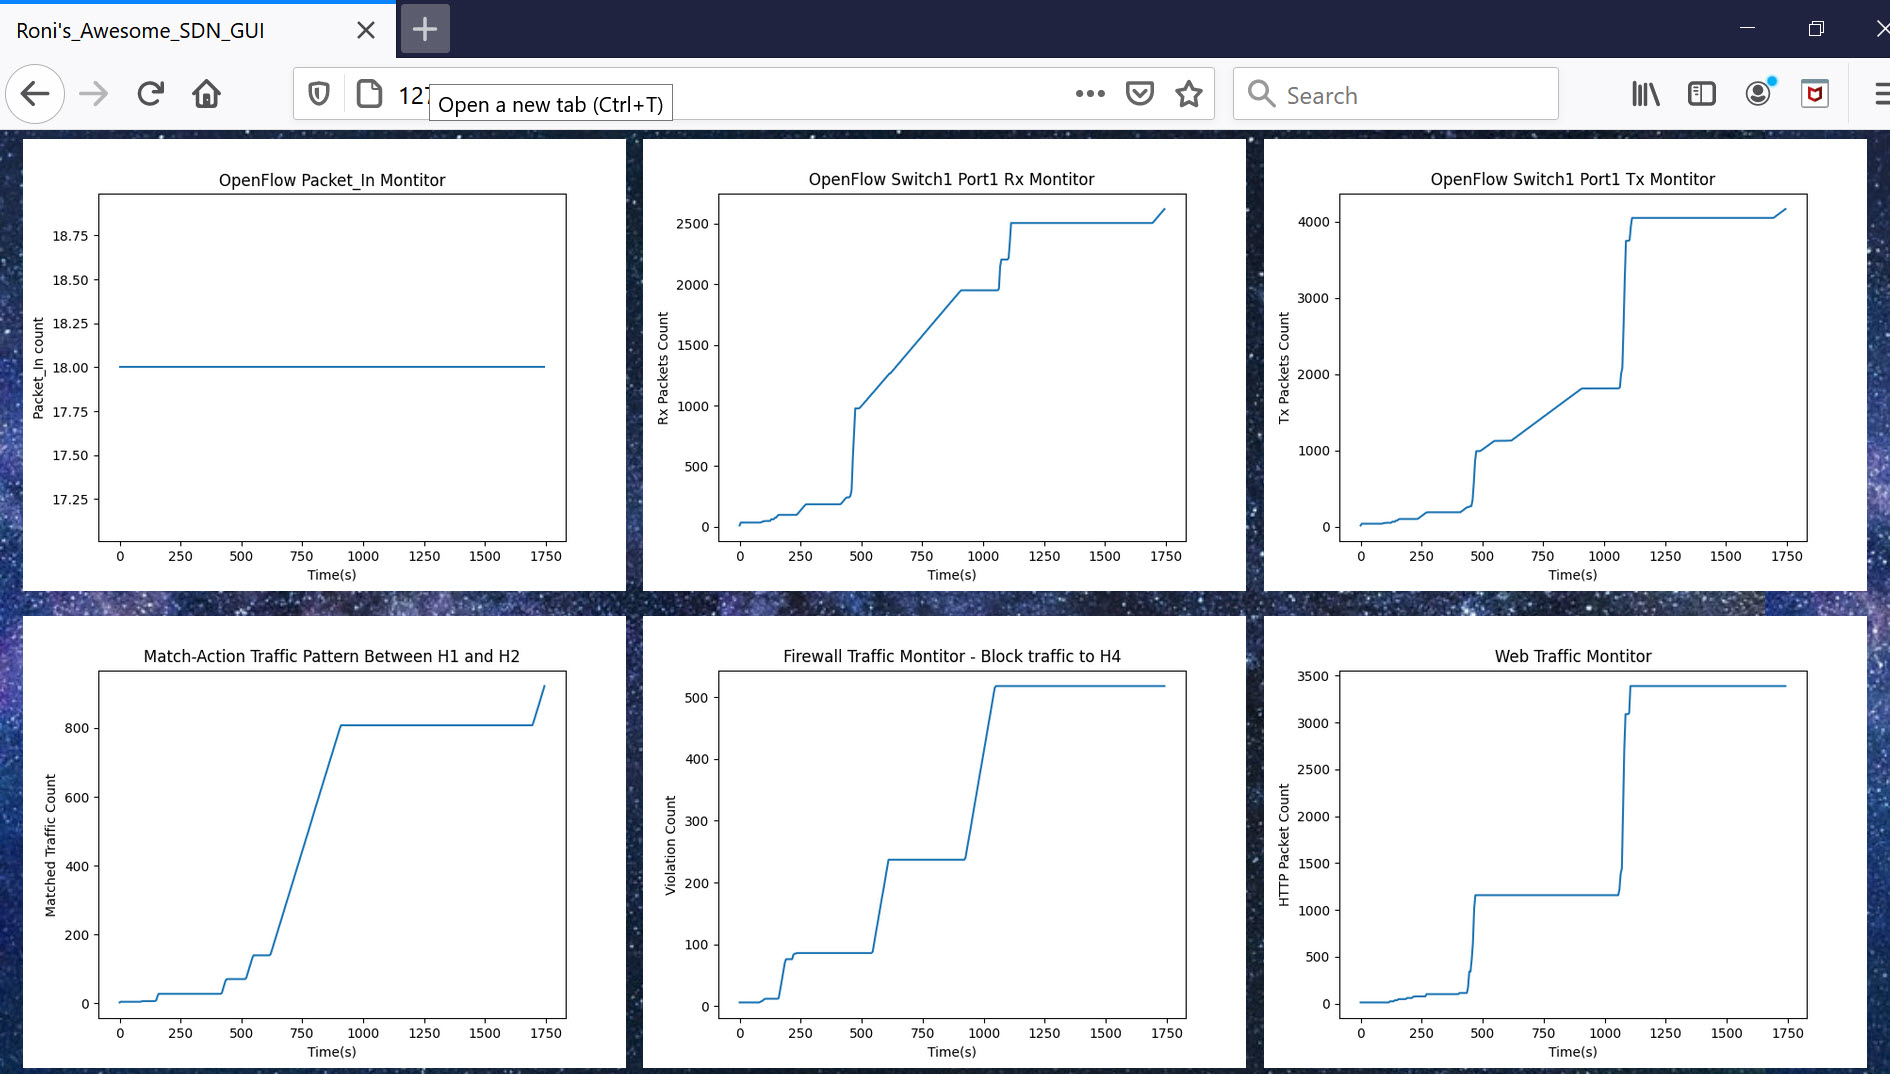 Roni's_Awesome_SDN_GUI
127
Open a new tab (Ctrl+T)
Search
OpenFlow Packet_In Montitor
Packet_In count
18.75
18.50
18.25
18.00
17.75
17.50
17.25
0 250 500 750 1000 1250 1500 1750
Time(s)
OpenFlow Switch1 Port1 Rx Montitor
Rx Packets Count
2500
2000
1500
1000
500
0
0 250 500 750 1000 1250 1500 1750
Time(s)
OpenFlow Switch1 Port1 Tx Montitor
Tx Packets Count
4000
3000
2000
1000
0
0 250 500 750 1000 1250 1500 1750
Time(s)
Match-Action Traffic Pattern Between H1 and H2
Matched Traffic Count
800
600
400
200
0
0 250 500 750 1000 1250 1500 1750
Time(s)
Firewall Traffic Montitor - Block traffic to H4
Violation Count
500
400
300
200
100
0
0 250 500 750 1000 1250 1500 1750
Time(s)
Web Traffic Montitor
HTTP Packet Count
3500
3000
2500
2000
1500
1000
500
0
0 250 500 750 1000 1250 1500 1750
Time(s)